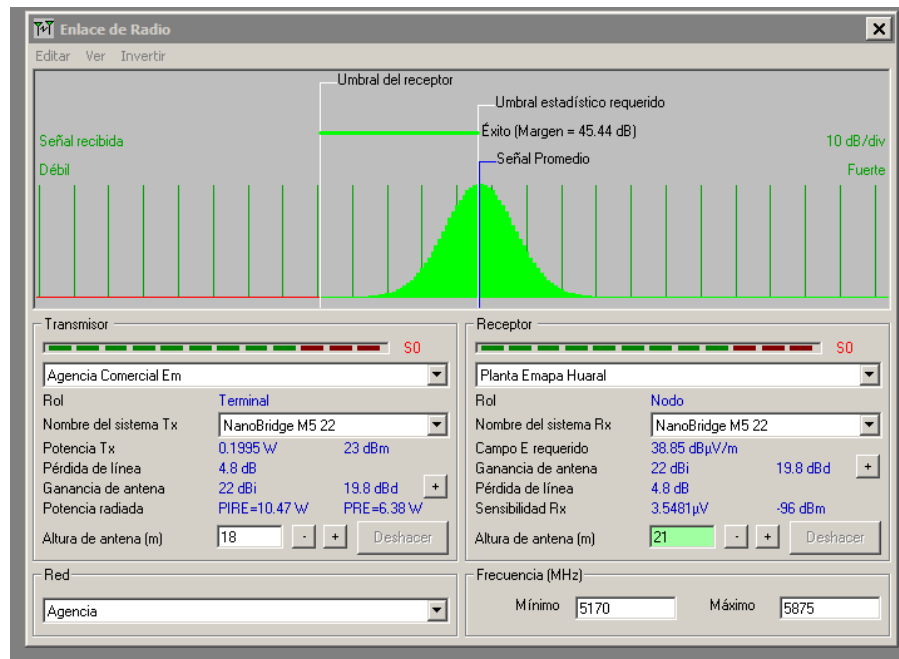 Enlace de Radio
Editar Ver Invertir
Umbral del receptor
Umbral estadístico requerido
Éxito (Margen = 45.44 dB)
Señal recibida 10 dB/div
Señal Promedio
Débil Fuerte
Transmisor
S0
Agencia Comercial Em
Rol Terminal
Nombre del sistema Tx NanoBridge M5 22
Potencia Tx 0.1995 W 23 dBm
Pérdida de línea 4.8 dB
Ganancia de antena 22 dBi 19.8 dBd +
Potencia radiada PIRE=10.47 W PRE=6.38 W
Altura de antena (m) 18 - + Deshacer
Receptor
S0
Planta Emapa Huaral
Rol Nodo
Nombre del sistema Rx NanoBridge M5 22
Campo E requerido 38.85 dBµV/m
Ganancia de antena 22 dBi 19.8 dBd +
Pérdida de línea 4.8 dB
Sensibilidad Rx 3.5481µV -96 dBm
Altura de antena (m) 21 - + Deshacer
Red
Agencia
Frecuencia (MHz)
Mínimo 5170 Máximo 5875